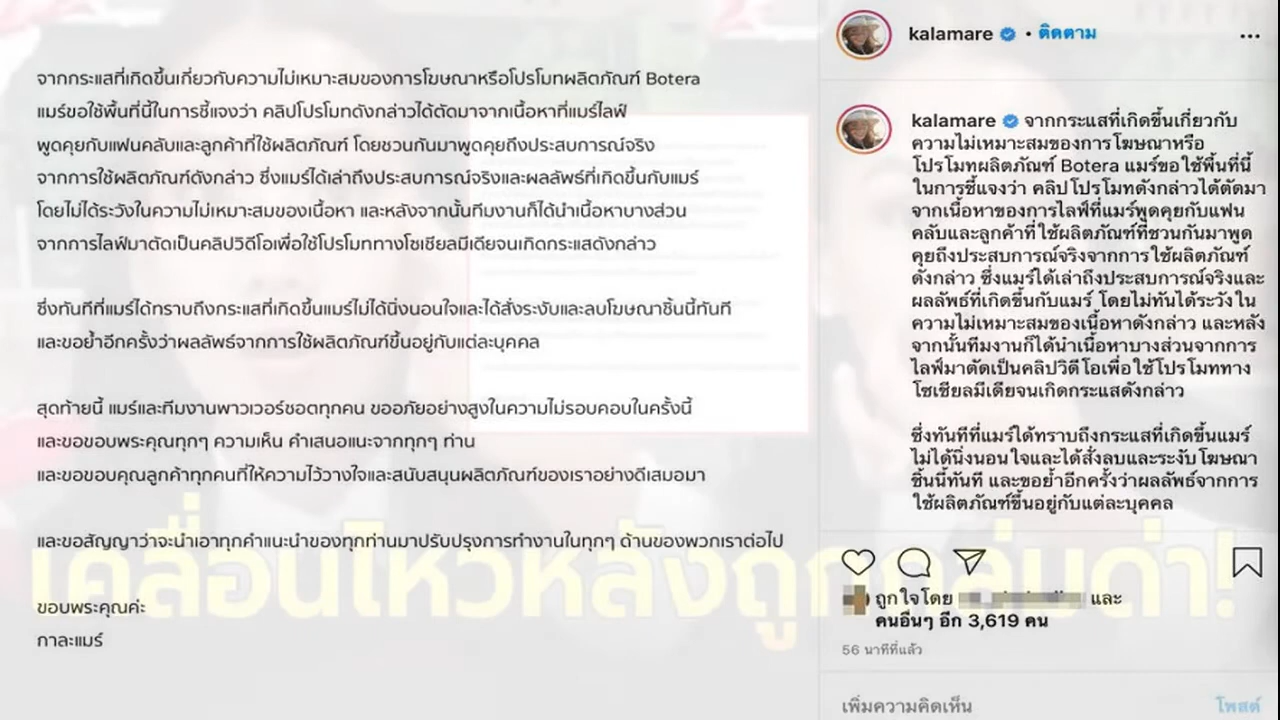 จากกระแสที่เกิดขึ้นเกี่ยวกับความไม่เหมาะสมของการโฆษณาหรือโปรโมทผลิตภัณฑ์ Botera
แมร์ขอใช้พื้นที่นี้ในการชี้แจงว่า คลิปโปรโมทดังกล่าวได้ตัดมาจากเนื้อหาที่แมร์ไลฟ์
พูดคุยกับแฟนคลับและลูกค้าที่ใช้ผลิตภัณฑ์ โดยชวนกันมาพูดคุยถึงประสบการณ์จริง
จากการใช้ผลิตภัณฑ์ดังกล่าว ซึ่งแมร์ได้เล่าถึงประสบการณ์จริงและผลลัพธ์ที่เกิดขึ้นกับแมร์
โดยไม่ได้ระวังในความไม่เหมาะสมของเนื้อหา และหลังจากนั้นทีมงานก็ได้นำเนื้อหาบางส่วน
จากการไลฟ์มาตัดเป็นคลิปวิดีโอเพื่อใช้โปรโมททางโซเชียลมีเดียจนเกิดกระแสดังกล่าว
ซึ่งทันทีที่แมร์ได้ทราบถึงกระแสที่เกิดขึ้นแมร์ไม่ได้นิ่งนอนใจและได้สั่งระงับและลบโฆษณาชิ้นนี้ทันที
และขอย้ำอีกครั้งว่าผลลัพธ์จากการใช้ผลิตภัณฑ์ขึ้นอยู่กับแต่ละบุคคล
สุดท้ายนี้ แมร์และทีมงานพาวเวอร์ชอตทุกคน ขออภัยอย่างสูงในความไม่รอบคอบในครั้งนี้
และขอขอบพระคุณทุกๆ ความเห็น คำเสนอแนะจากทุกๆ ท่าน
และขอขอบคุณลูกค้าทุกคนที่ให้ความไว้วางใจและสนับสนุนผลิตภัณฑ์ของเราอย่างดีเสมอมา
และขอสัญญาว่าจะนำเอาทุกคำแนะนำของทุกท่านมาปรับปรุงการทำงานในทุกๆ ด้านของพวกเราต่อไป
เคลื่อนไหวหลังถูกถล่มด่า!
ขอบพระคุณค่ะ
กาละแมร์
kalamare • ติดตาม
kalamare จากกระแสที่เกิดขึ้นเกี่ยวกับ
ความไม่เหมาะสมของการโฆษณาหรือ
โปรโมทผลิตภัณฑ์ Botera แมร์ขอใช้พื้นที่นี้
ในการชี้แจงว่า คลิปโปรโมทดังกล่าวได้ตัดมา
จากเนื้อหาของการไลฟ์ที่แมร์พูดคุยกับแฟน
คลับและลูกค้าที่ใช้ผลิตภัณฑ์ที่ชวนกันมาพูด
คุยถึงประสบการณ์จริงจากการใช้ผลิตภัณฑ์
ดังกล่าว ซึ่งแมร์ได้เล่าถึงประสบการณ์จริงและ
ผลลัพธ์ที่เกิดขึ้นกับแมร์ โดยไม่ทันได้ระวังใน
ความไม่เหมาะสมของเนื้อหาดังกล่าว และหลัง
จากนั้นทีมงานก็ได้นำเนื้อหาบางส่วนจากการ
ไลฟ์มาตัดเป็นคลิปวิดีโอเพื่อใช้โปรโมททาง
โซเชียลมีเดียจนเกิดกระแสดังกล่าว
ซึ่งทันทีที่แมร์ได้ทราบถึงกระแสที่เกิดขึ้นแมร์
ไม่ได้นิ่งนอนใจและได้สั่งลบและระงับโฆษณา
ชิ้นนี้ทันที และขอย้ำอีกครั้งว่าผลลัพธ์จากการ
ใช้ผลิตภัณฑ์ขึ้นอยู่กับแต่ละบุคคล
ถูกใจโดย และ
คนอื่นๆ อีก 3,619 คน
56 นาทีที่แล้ว
เพิ่มความคิดเห็น โพสต์